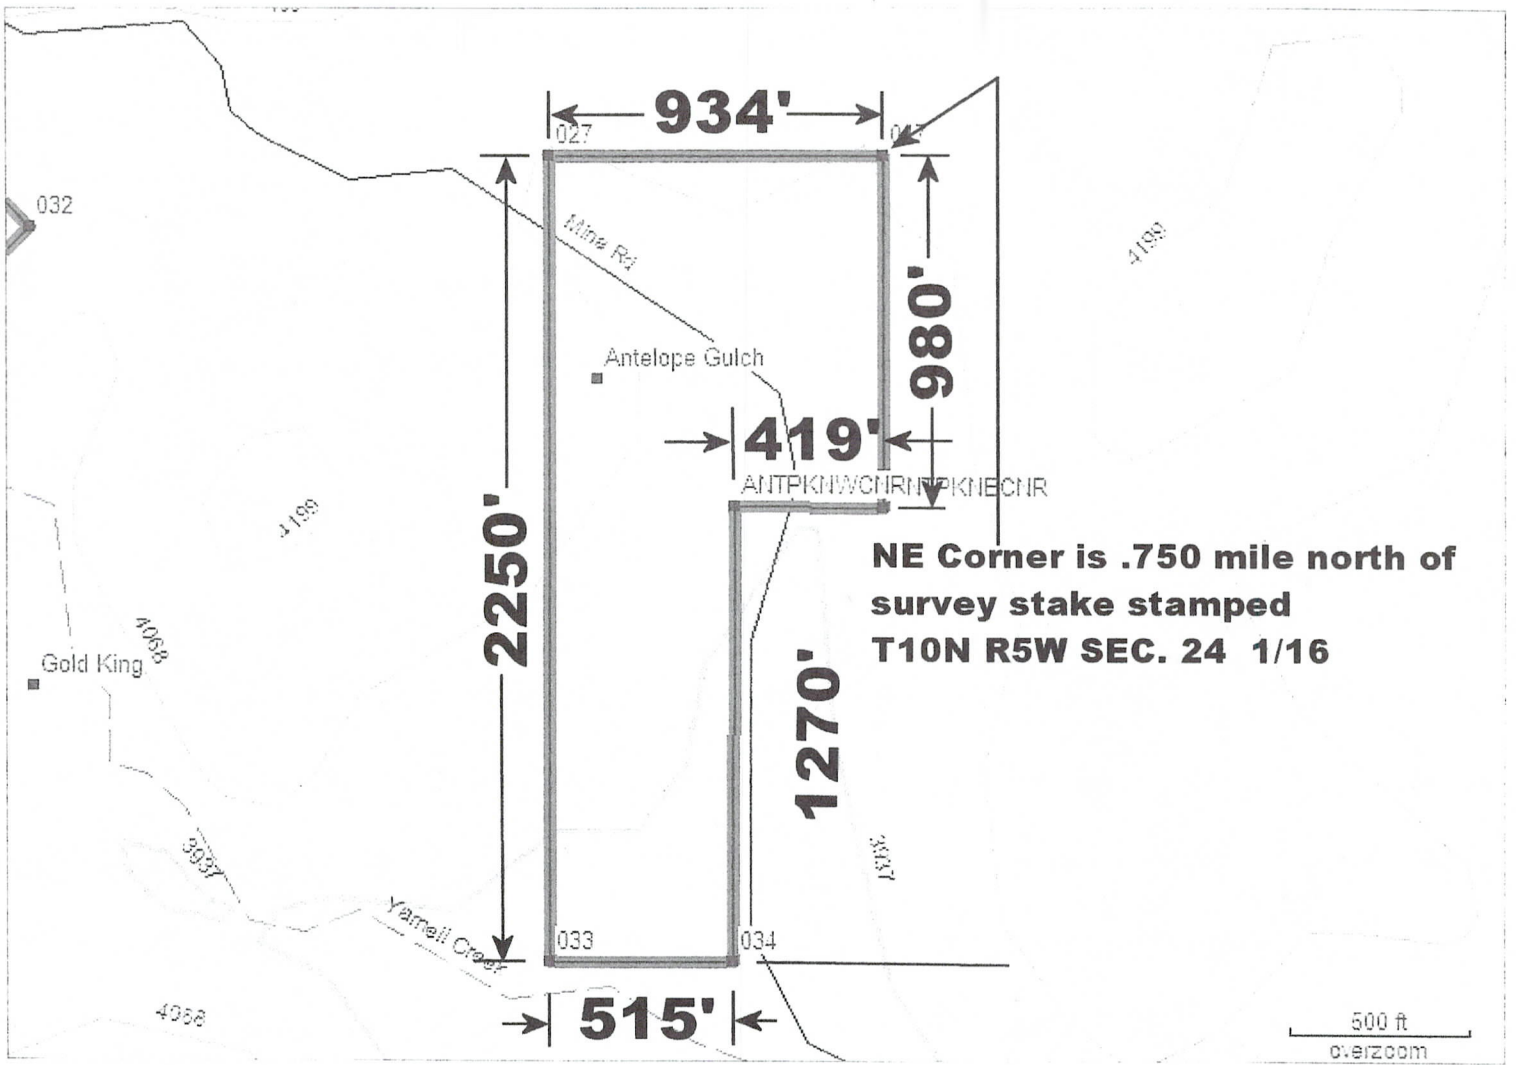 934'
027
032
Mine Rd
4199
980'
Antelope Gulch
419'
ANTPKNWCNR
4199
2250'
NE Corner is .750 mile north of
survey stake stamped
T10N R5W SEC. 24 1/16
4068
Gold King
1270'
3937
3937
Yarnell Creek
033
034
4068
515'
500 ft
overzoom